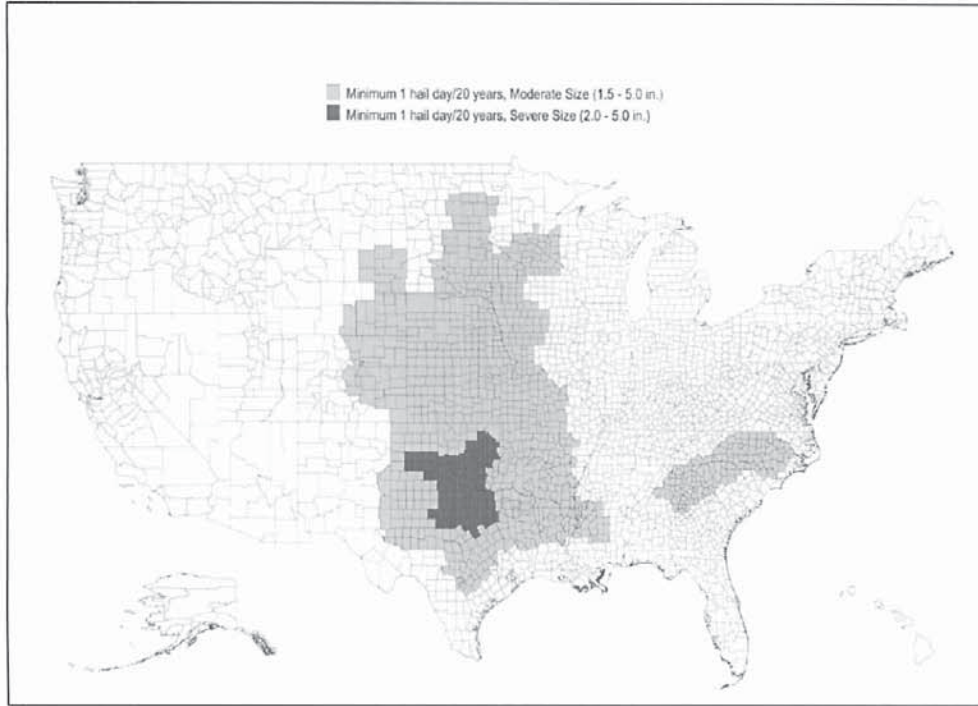 Minimum 1 hail day/20 years, Moderate Size (1.5 - 5.0 in.)
Minimum 1 hail day/20 years, Severe Size (2.0 - 5.0 in.)